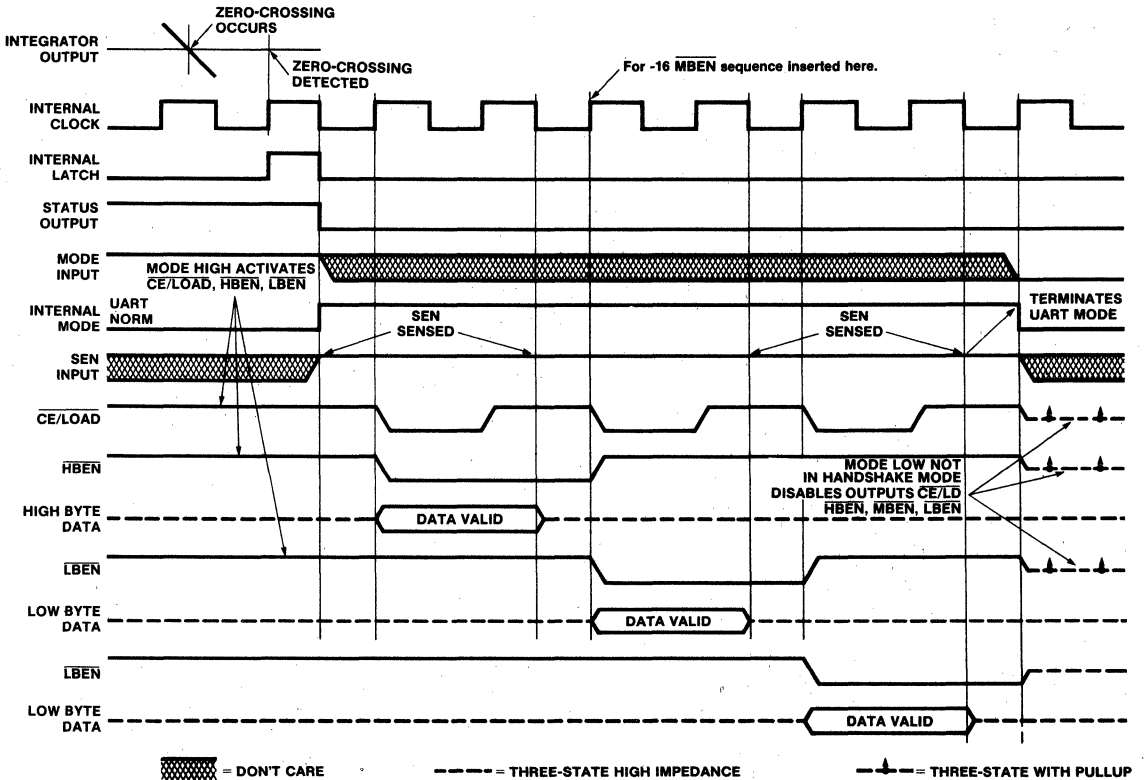 ZERO-CROSSING
OCCURS
INTEGRATOR
OUTPUT
ZERO-CROSSING
DETECTED
For -16 MBEN sequence inserted here.
INTERNAL
CLOCK
INTERNAL
LATCH
STATUS
OUTPUT
MODE
INPUT
MODE HIGH ACTIVATES
CE/LOAD, HBEN, LBEN
INTERNAL
MODE
UART
NORM
SEN
SENSED
SEN
SENSED
TERMINATES
UART MODE
SEN
INPUT
CE/LOAD
HBEN
MODE LOW NOT
IN HANDSHAKE MODE
DISABLES OUTPUTS CE/LD
HBEN, MBEN, LBEN
HIGH BYTE
DATA
DATA VALID
LBEN
LOW BYTE
DATA
DATA VALID
LBEN
LOW BYTE
DATA
DATA VALID
= DON'T CARE
= THREE-STATE HIGH IMPEDANCE
= THREE-STATE WITH PULLUP